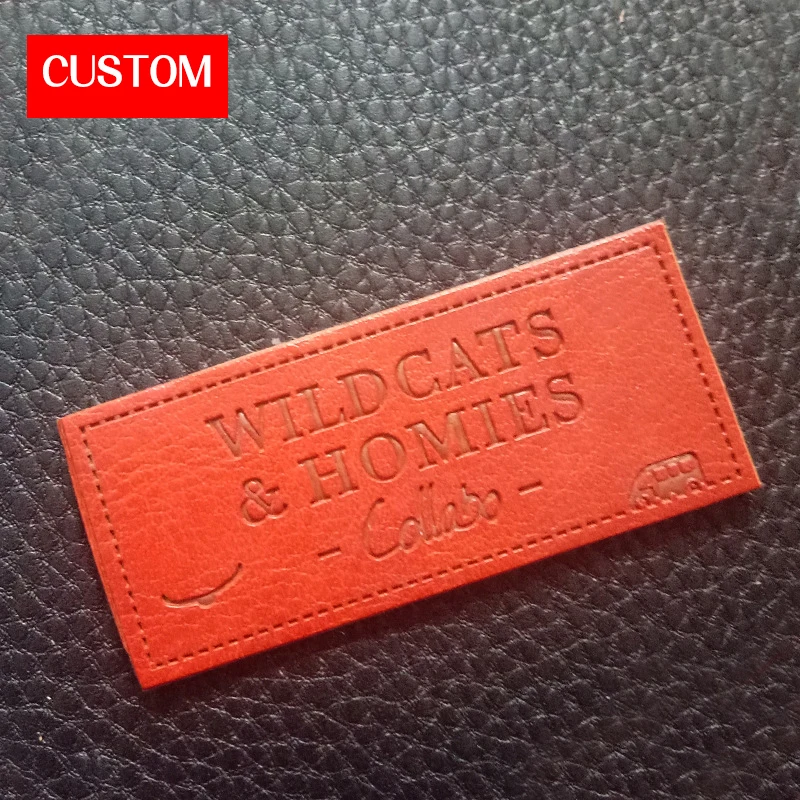 CUSTOM
WILDCATS
& HOMIES
- Collabo -